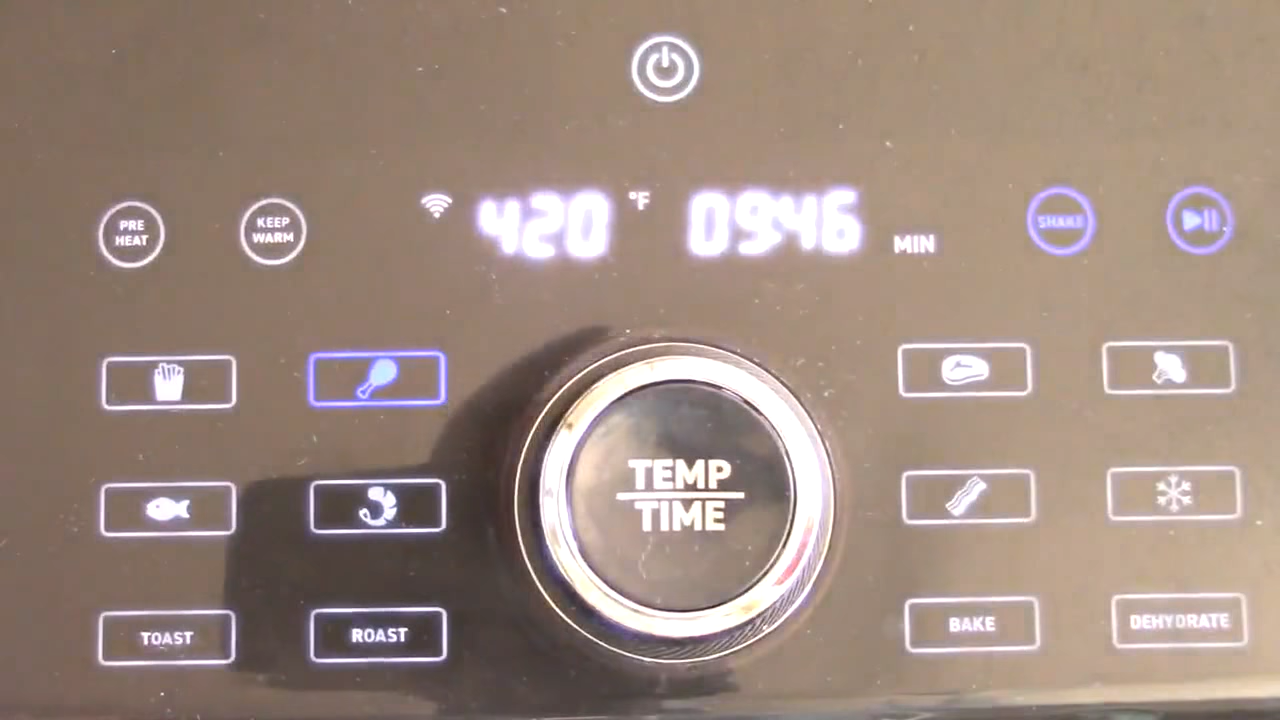 PRE
HEAT
KEEP
WARM
420 °F
09:46 MIN
SHAKE
TEMP
TIME
TOAST
ROAST
BAKE
DEHYDRATE